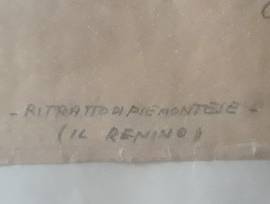 - RITRATTO DI PIEMONTESE -
(IL RENINO)